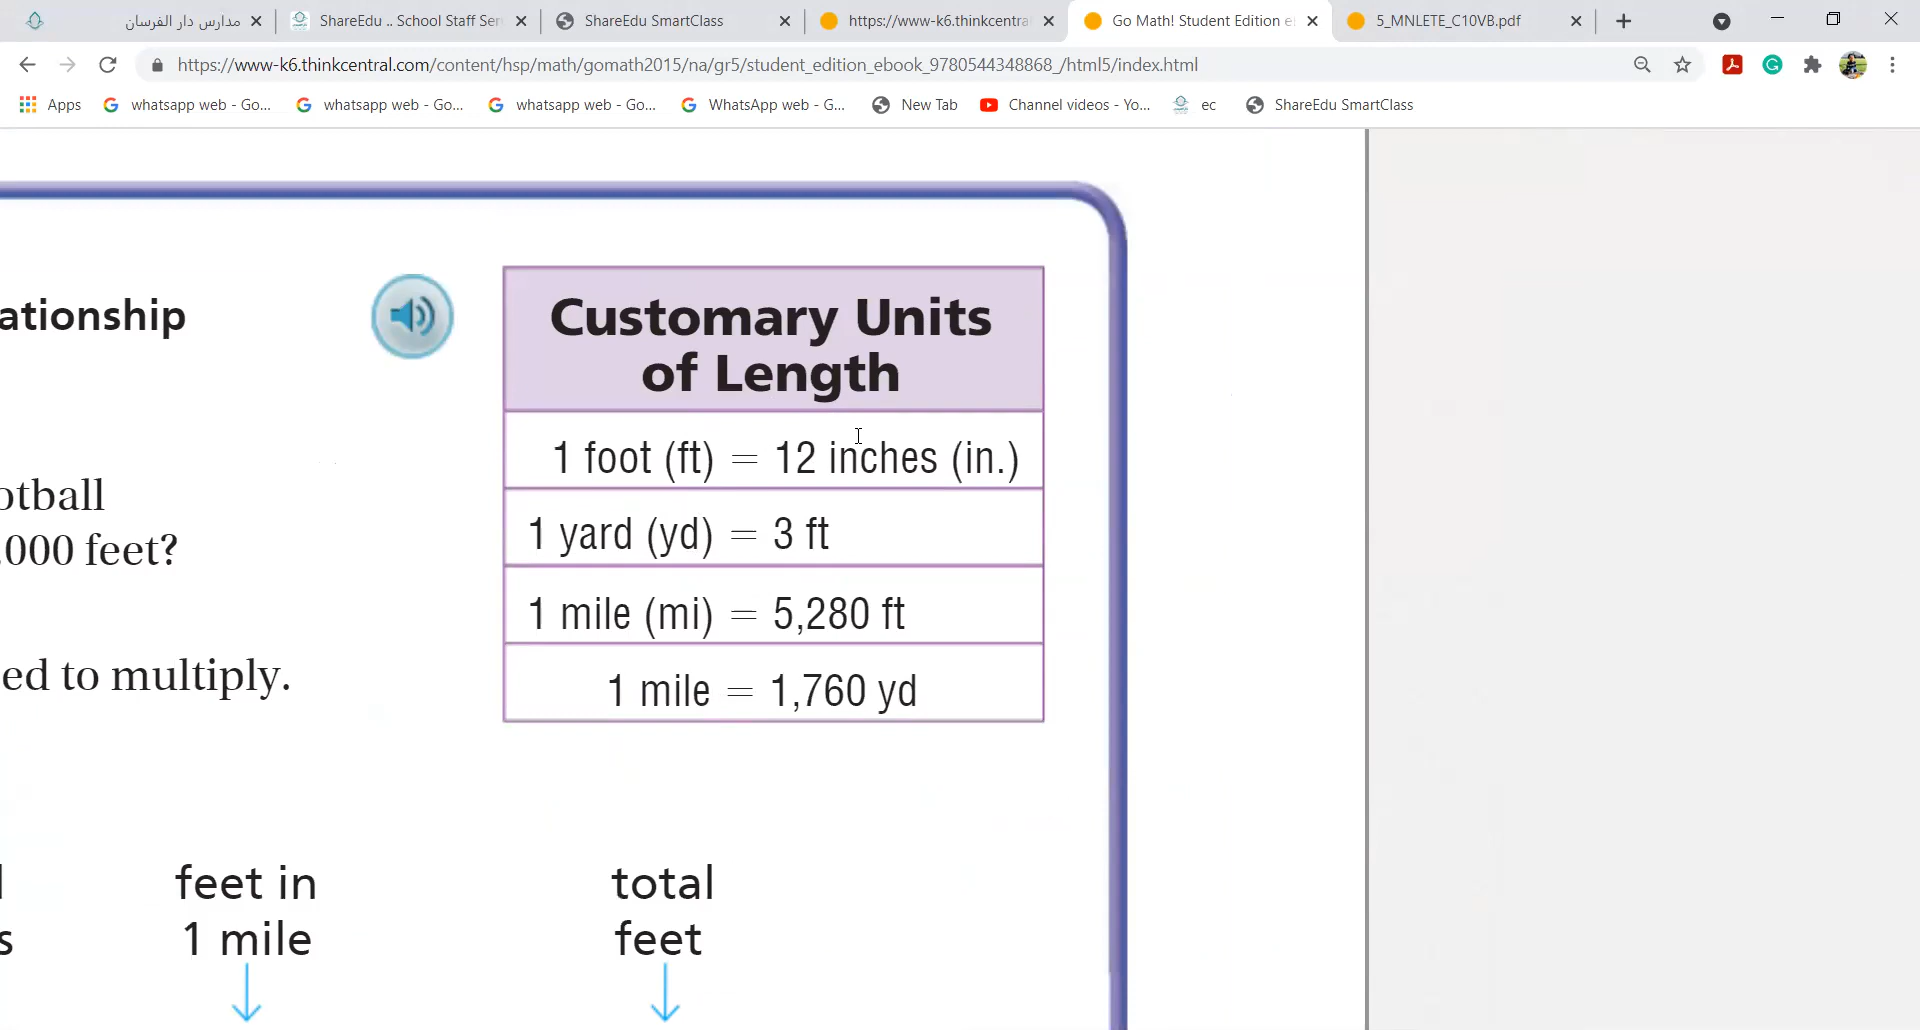 مدارس دار الفرسان
ShareEdu .. School Staff Ser
ShareEdu SmartClass
https://www-k6.thinkcentra
Go Math! Student Edition e
5_MNLETE_C10VB.pdf
https://www-k6.thinkcentral.com/content/hsp/math/gomath2015/na/gr5/student_edition_ebook_9780544348868_/html5/index.html
Apps
whatsapp web - Go...
whatsapp web - Go...
whatsapp web - Go...
WhatsApp web - G...
New Tab
Channel videos - Yo...
ec
ShareEdu SmartClass
ationship
Customary Units
of Length
1 foot (ft) = 12 inches (in.)
1 yard (yd) = 3 ft
1 mile (mi) = 5,280 ft
1 mile = 1,760 yd
otball
,000 feet?
ed to multiply.
s
feet in
1 mile
total
feet